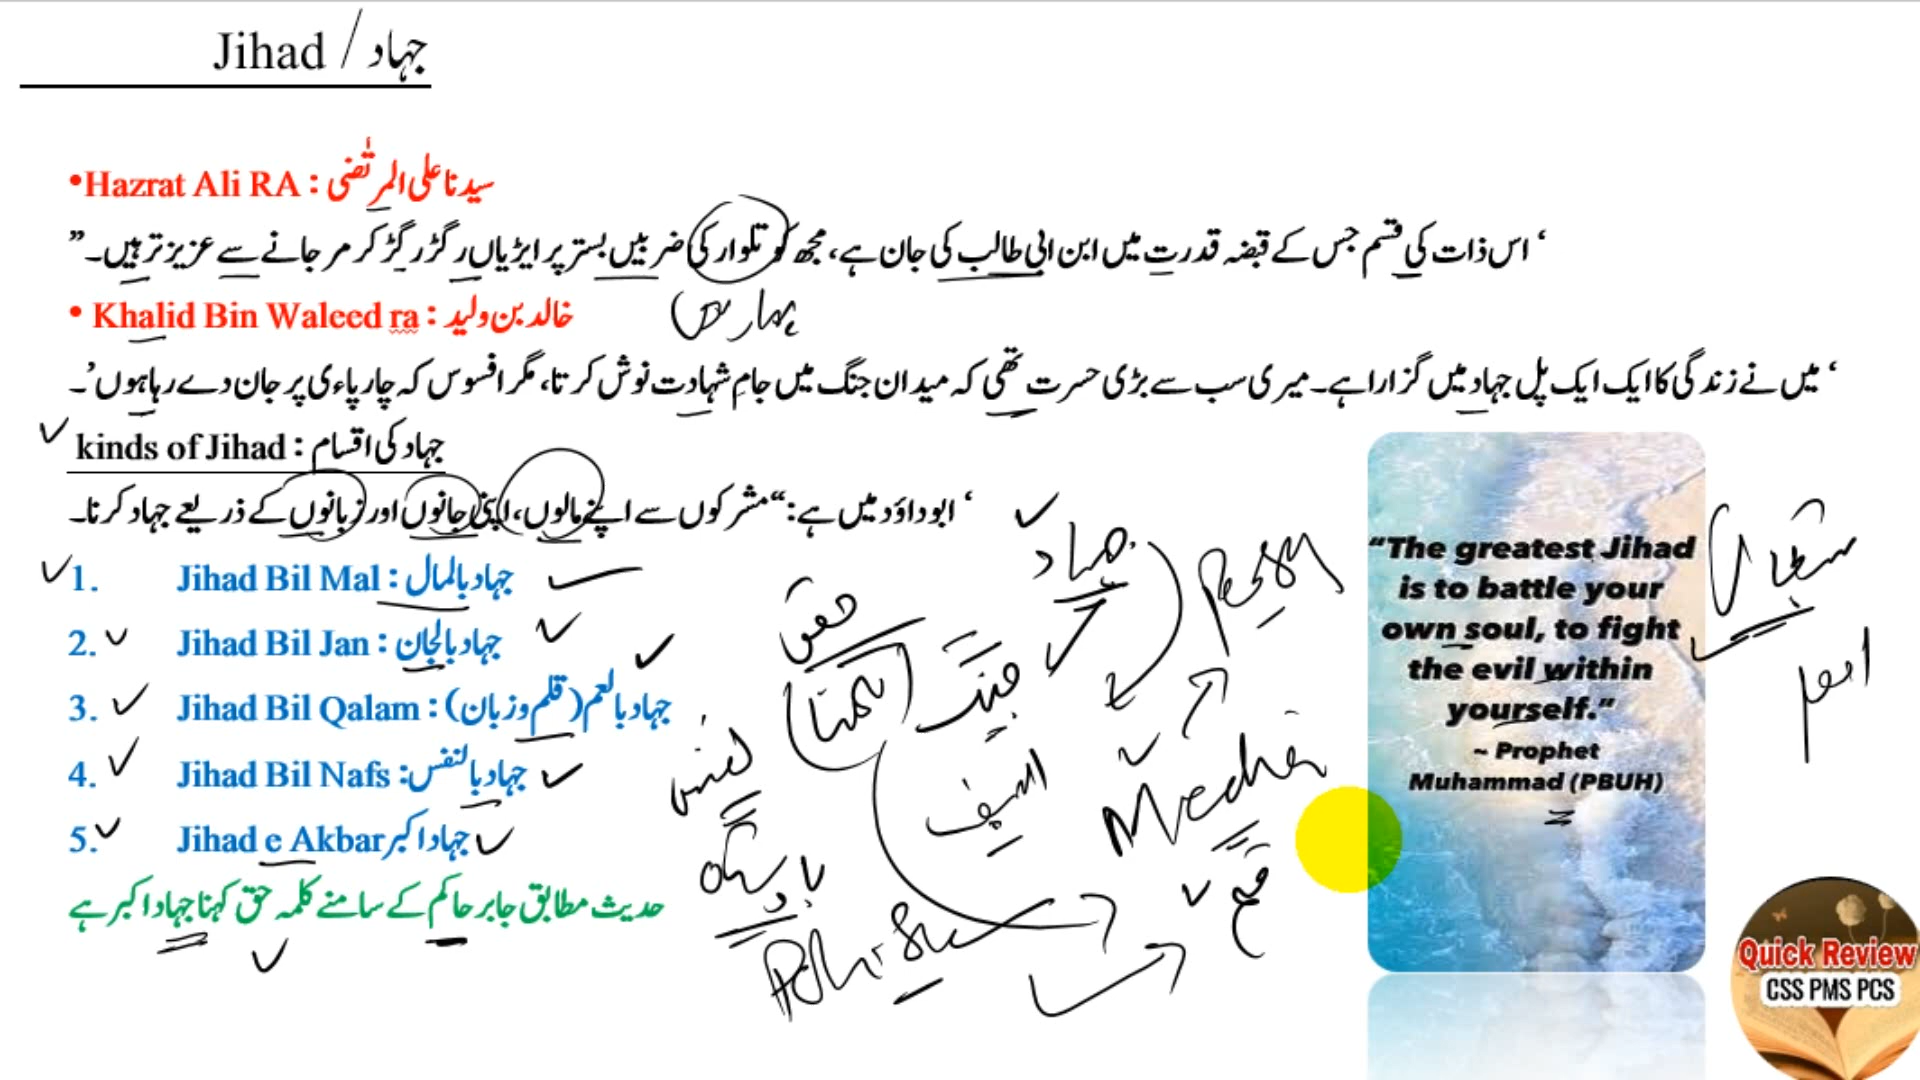 Jihad / جہاد
•Hazrat Ali RA : سیدنا علی المرتٰضی
‘ اس ذات کی قسم جس کے قبضہ قدرت میں ابن ابی طالب کی جان ہے، مجھ کو تلوار کی ضربیں بستر پر ایڑیاں رگڑ رگڑ کر مر جانے سے عزیز تر ہیں۔”
• Khalid Bin Waleed ra : خالد بن ولید
‘ میں نے زندگی کا ایک ایک پل جہاد میں گزارا ہے۔ میری سب سے بڑی حسرت تھی کہ میدان جنگ میں جامِ شہادت نوش کرتا، مگر افسوس کہ چارپاءی پر جان دے رہا ہوں’۔
kinds of Jihad : جہاد کی اقسام
‘ ابوداؤد میں ہے: “مشرکوں سے اپنے مالوں، اپنی جانوں اور زبانوں کے ذریعے جہاد کرنا۔
1. Jihad Bil Mal : جہاد بالمال
2. Jihad Bil Jan : جہاد بالجان
3. Jihad Bil Qalam : جہاد بالعم (قلم و زبان)
4. Jihad Bil Nafs: جہاد بالنفس
5. Jihad e Akbar جہاد اکبر
حدیث مطابق جابر حاکم کے سامنے کلمہ حق کہنا جہاد اکبر ہے
جہاد
جنگ
Media
“The greatest Jihad
is to battle your
own soul, to fight
the evil within
yourself.”
~ Prophet
Muhammad (PBUH)
Quick Review
CSS PMS PCS